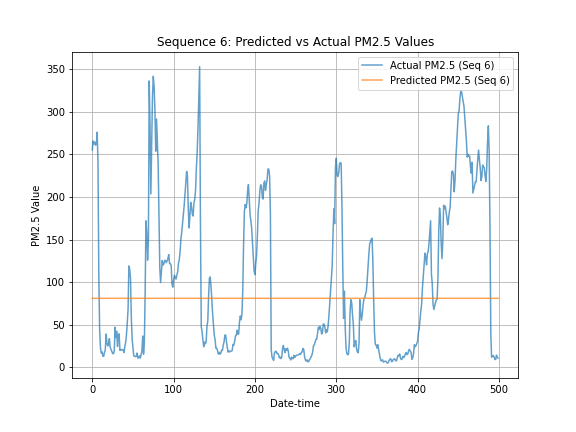 Sequence 6: Predicted vs Actual PM2.5 Values
Actual PM2.5 (Seq 6)
Predicted PM2.5 (Seq 6)
PM2.5 Value
350
300
250
200
150
100
50
0
0 100 200 300 400 500
Date-time